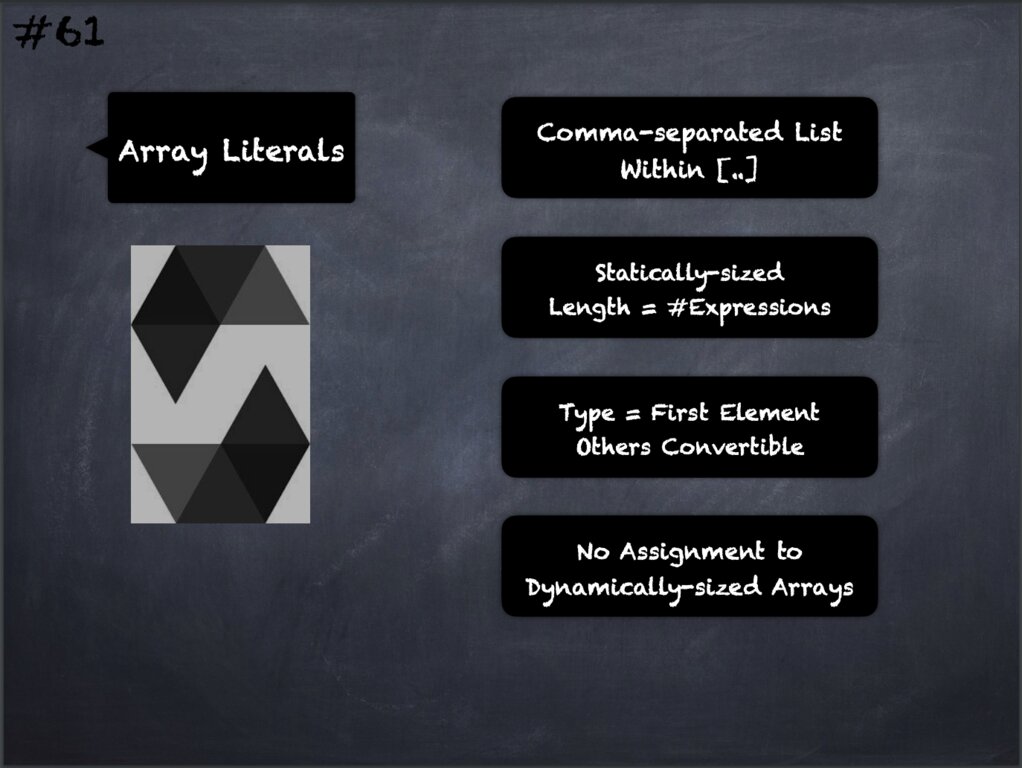 #61
Array Literals
Comma-separated List
Within [..]
Statically-sized
Length = #Expressions
Type = First Element
Others Convertible
No Assignment to
Dynamically-sized Arrays